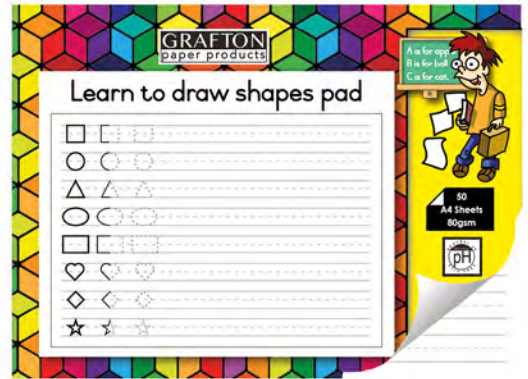 GRAFTON
paper products
A is for app
B is for ball
C is for cat.
Learn to draw shapes pad
50
A4 Sheets
80gsm
pH